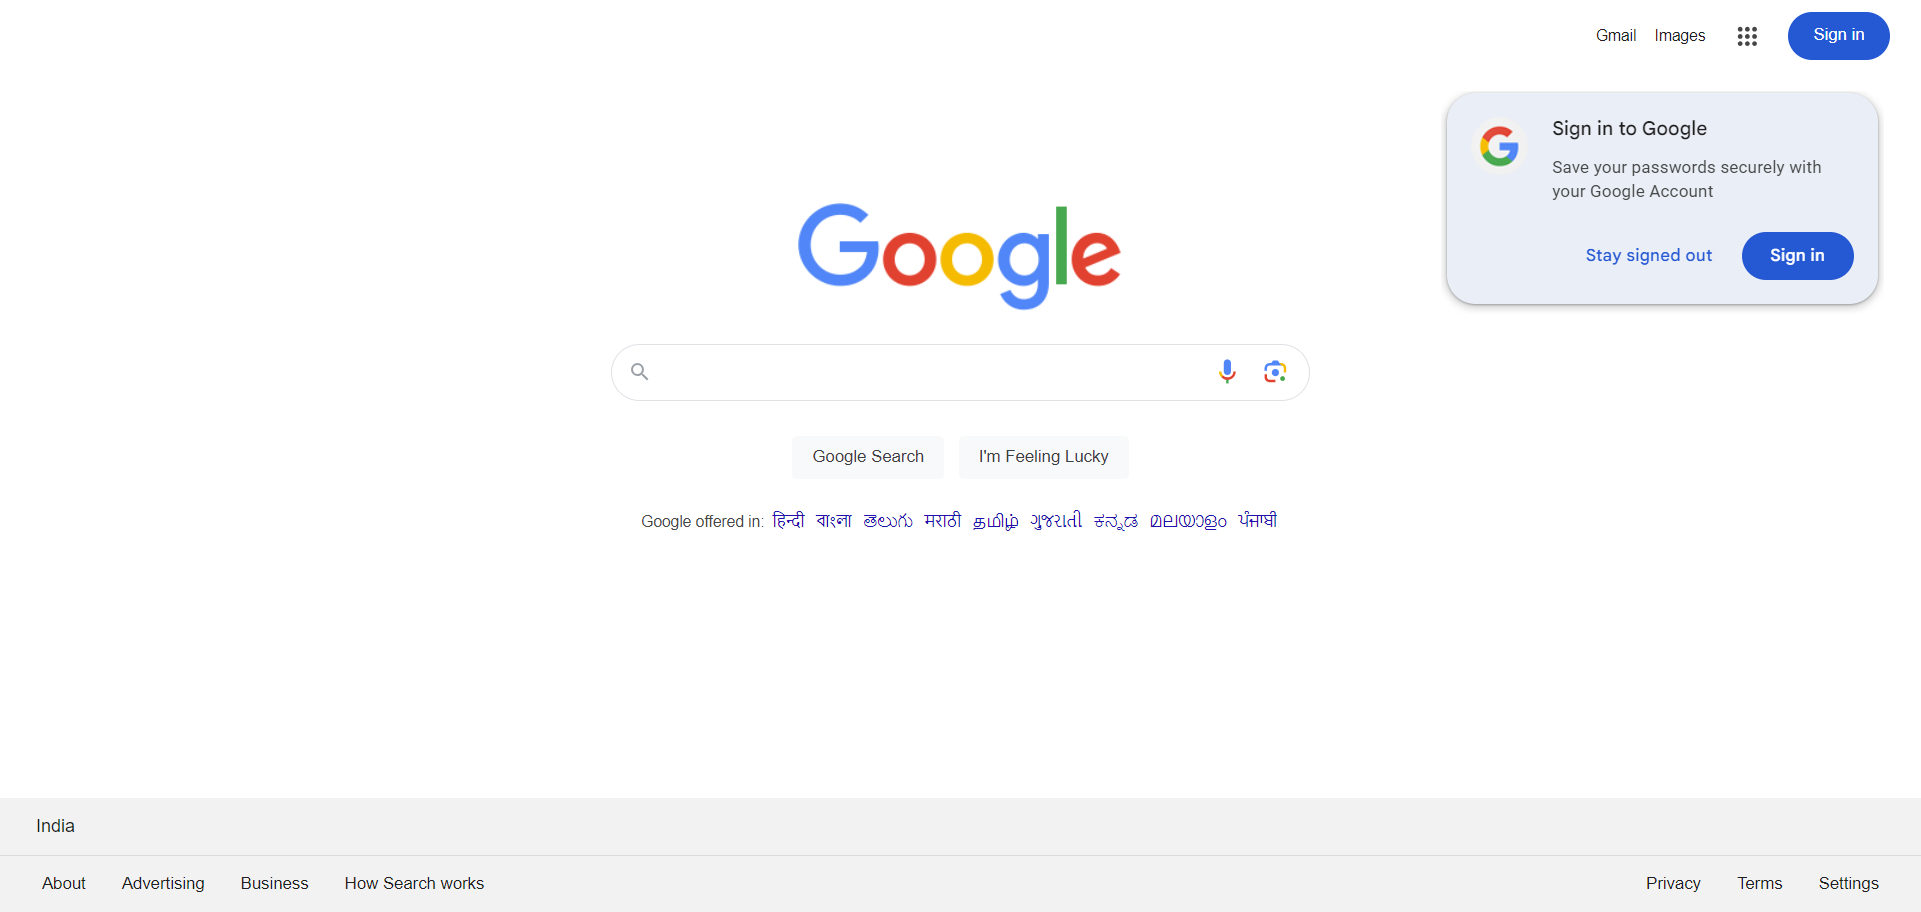 Gmail Images Sign in
Sign in to Google
Save your passwords securely with
your Google Account
Stay signed out Sign in
Google
Google Search I'm Feeling Lucky
Google offered in: हिन्दी বাংলা తెలుగు मराठी தமிழ் ગુજરાતી ಕನ್ನಡ മലയാളം ਪੰਜਾਬੀ
India
About Advertising Business How Search works Privacy Terms Settings